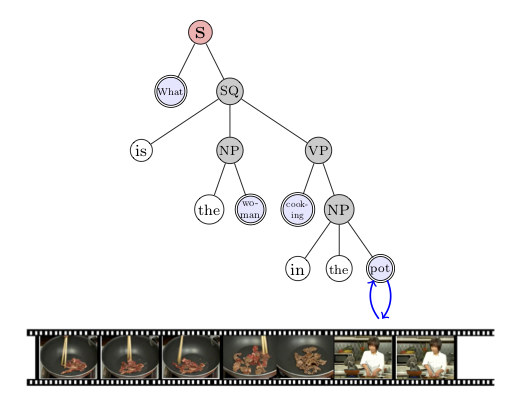 S
What
SQ
is
NP
VP
the
wo-
man
cook-
ing
NP
in
the
pot